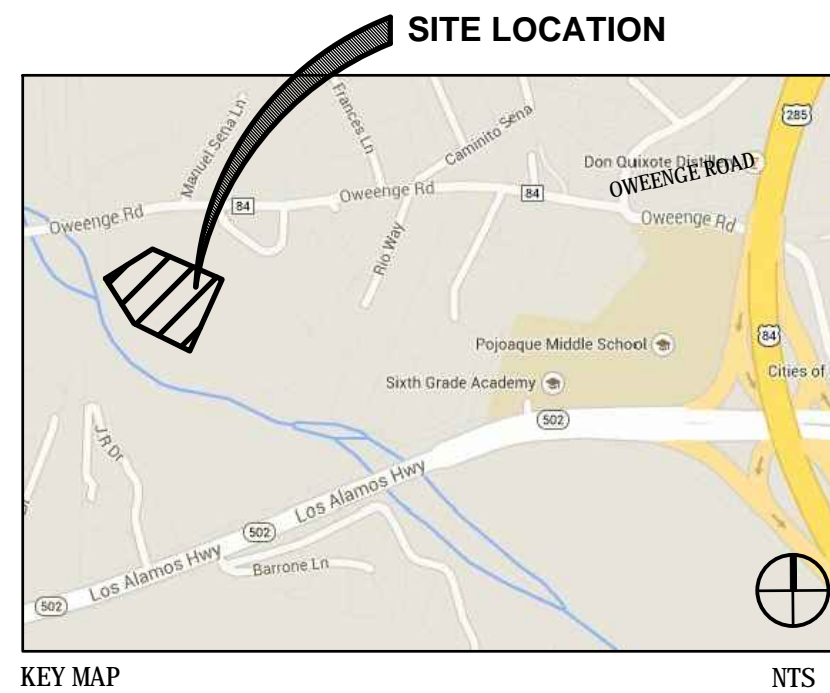 SITE LOCATION
Manuel Sena Ln
Frances Ln
Caminito Sena
285
Don Quixote
OWEENGE ROAD
84
Oweenge Rd
84
Oweenge Rd
Oweenge Rd
Rio Way
Pojoaque Middle School
84
Cities of
Sixth Grade Academy
502
J R Dr
Los Alamos Hwy
502
Barrone Ln
Los Alamos Hwy
502
KEY MAP
NTS